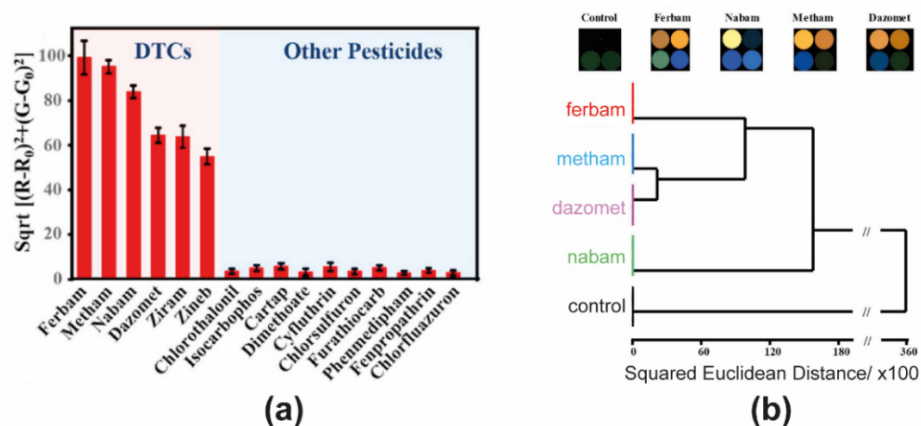 DTCs
Other Pesticides
Sqrt [(R-R₀)²+(G-G₀)²]
100
80
60
40
20
0
Ferbam
Metham
Nabam
Dazomet
Ziram
Zineb
Chlorothalonil
Isocarbophos
Cartap
Dimethoate
Cyfluthrin
Chlorsulfuron
Furathiocarb
Phenmedipham
Fenpropathrin
Chlorfluazuron
(a)
Control Ferbam Nabam Metham Dazomet
ferbam
metham
dazomet
nabam
control
//
//
//
0 60 120 180 360
Squared Euclidean Distance/ x100
(b)